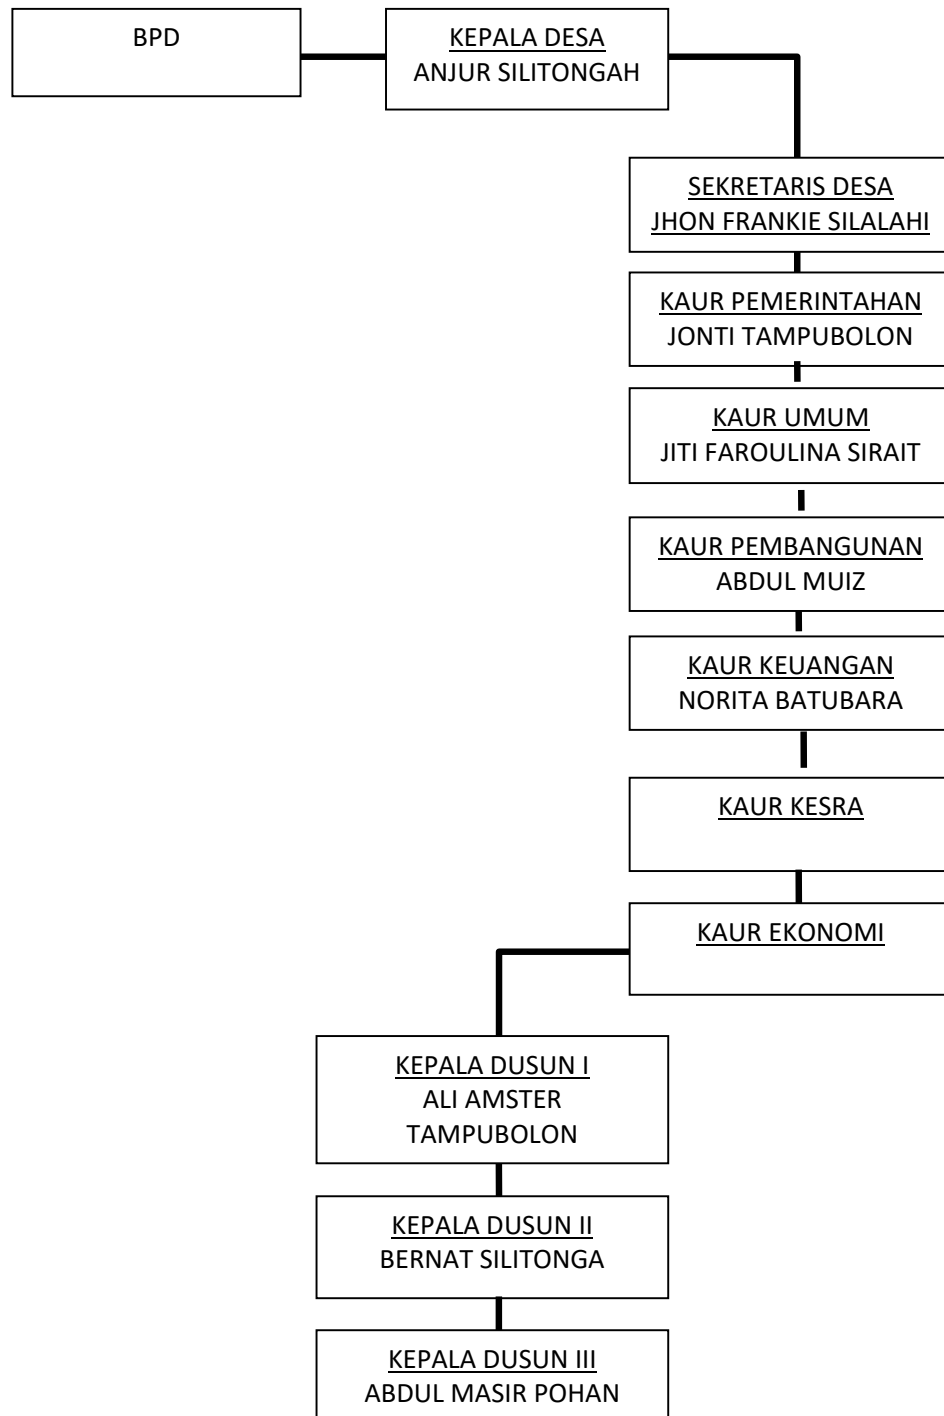 BPD
KEPALA DESA
ANJUR SILITONGAH
SEKRETARIS DESA
JHON FRANKIE SILALAHI
KAUR PEMERINTAHAN
JONTI TAMPUBOLON
KAUR UMUM
JITI FAROULINA SIRAIT
KAUR PEMBANGUNAN
ABDUL MUIZ
KAUR KEUANGAN
NORITA BATUBARA
KAUR KESRA
KAUR EKONOMI
KEPALA DUSUN I
ALI AMSTER
TAMPUBOLON
KEPALA DUSUN II
BERNAT SILITONGA
KEPALA DUSUN III
ABDUL MASIR POHAN